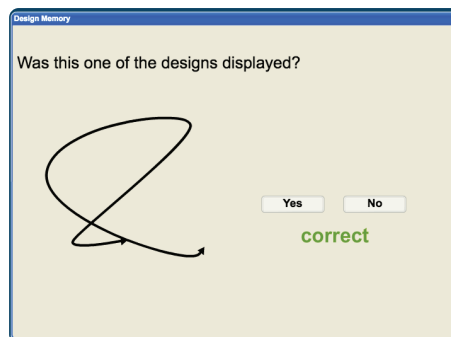 Design Memory
Was this one of the designs displayed?
Yes No
correct